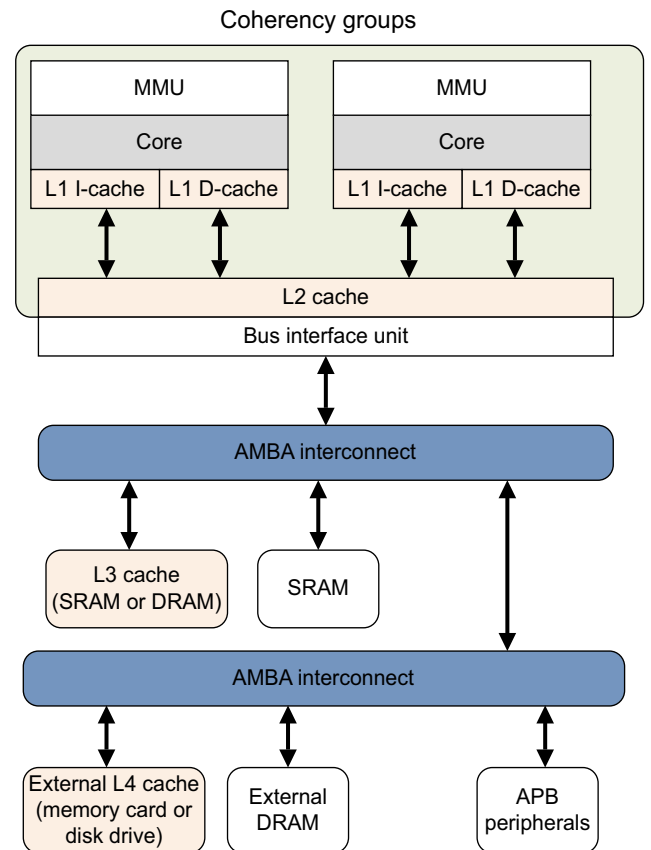 Coherency groups
MMU
MMU
Core
Core
L1 I-cache
L1 D-cache
L1 I-cache
L1 D-cache
L2 cache
Bus interface unit
AMBA interconnect
L3 cache
(SRAM or DRAM)
SRAM
AMBA interconnect
External L4 cache
(memory card or
disk drive)
External
DRAM
APB
peripherals